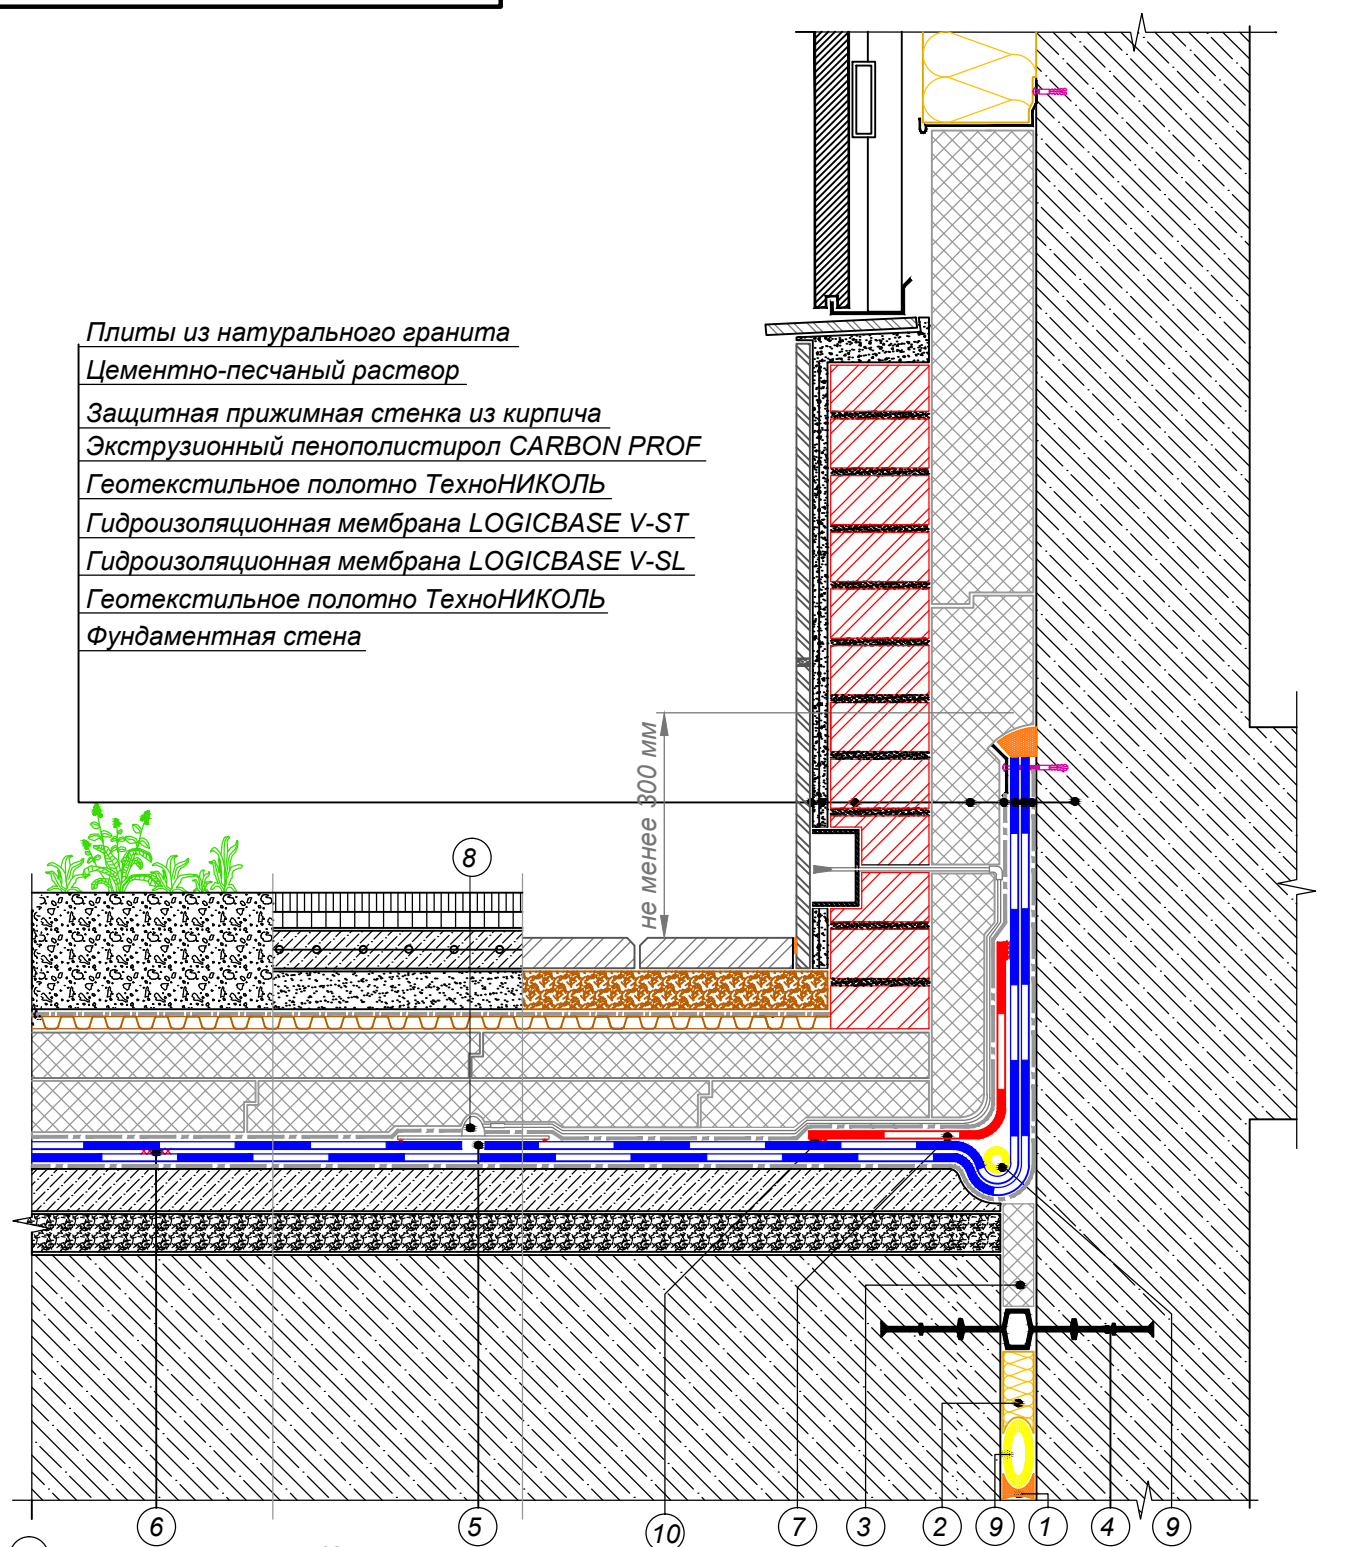 Плиты из натурального гранита
Цементно-песчаный раствор
Защитная прижимная стенка из кирпича
Экструзионный пенополистирол CARBON PROF
Геотекстильное полотно ТехноНИКОЛЬ
Гидроизоляционная мембрана LOGICBASE V-ST
Гидроизоляционная мембрана LOGICBASE V-SL
Геотекстильное полотно ТехноНИКОЛЬ
Фундаментная стена
не менее 300 мм
8
6
5
10
7
3
2
9
1
4
9